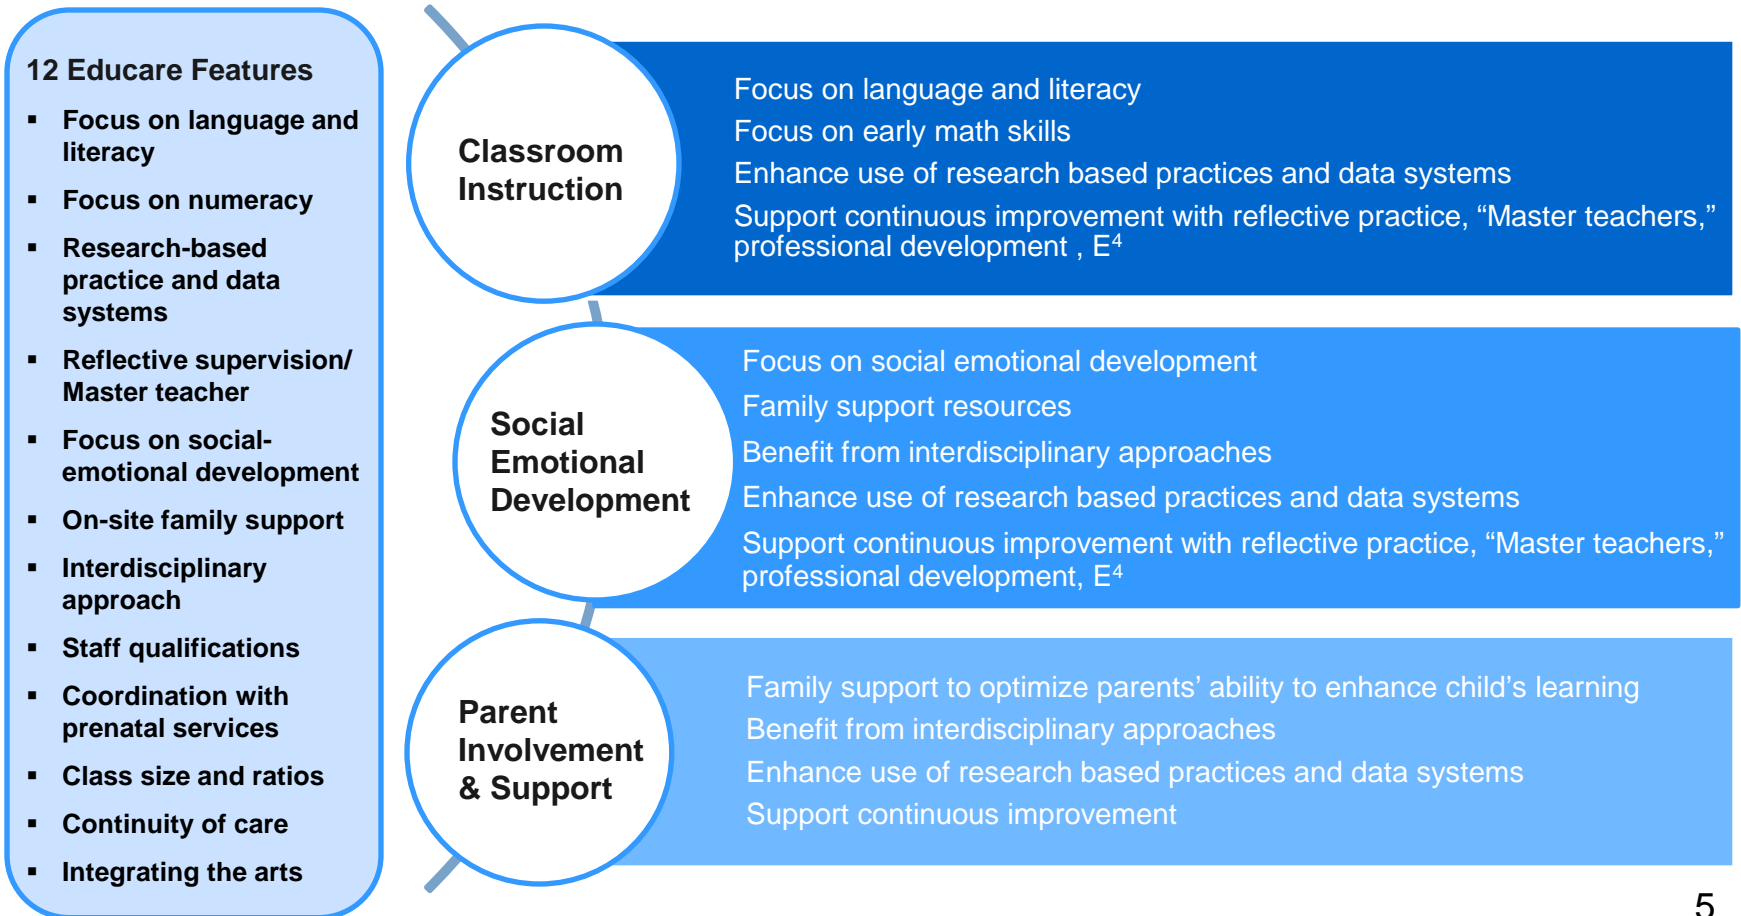 12 Educare Features
▪ Focus on language and
literacy
▪ Focus on numeracy
▪ Research-based
practice and data
systems
▪ Reflective supervision/
Master teacher
▪ Focus on social-
emotional development
▪ On-site family support
▪ Interdisciplinary
approach
▪ Staff qualifications
▪ Coordination with
prenatal services
▪ Class size and ratios
▪ Continuity of care
▪ Integrating the arts
Classroom
Instruction
Focus on language and literacy
Focus on early math skills
Enhance use of research based practices and data systems
Support continuous improvement with reflective practice, “Master teachers,”
professional development , E⁴
Social
Emotional
Development
Focus on social emotional development
Family support resources
Benefit from interdisciplinary approaches
Enhance use of research based practices and data systems
Support continuous improvement with reflective practice, “Master teachers,”
professional development, E⁴
Parent
Involvement
& Support
Family support to optimize parents’ ability to enhance child’s learning
Benefit from interdisciplinary approaches
Enhance use of research based practices and data systems
Support continuous improvement
5